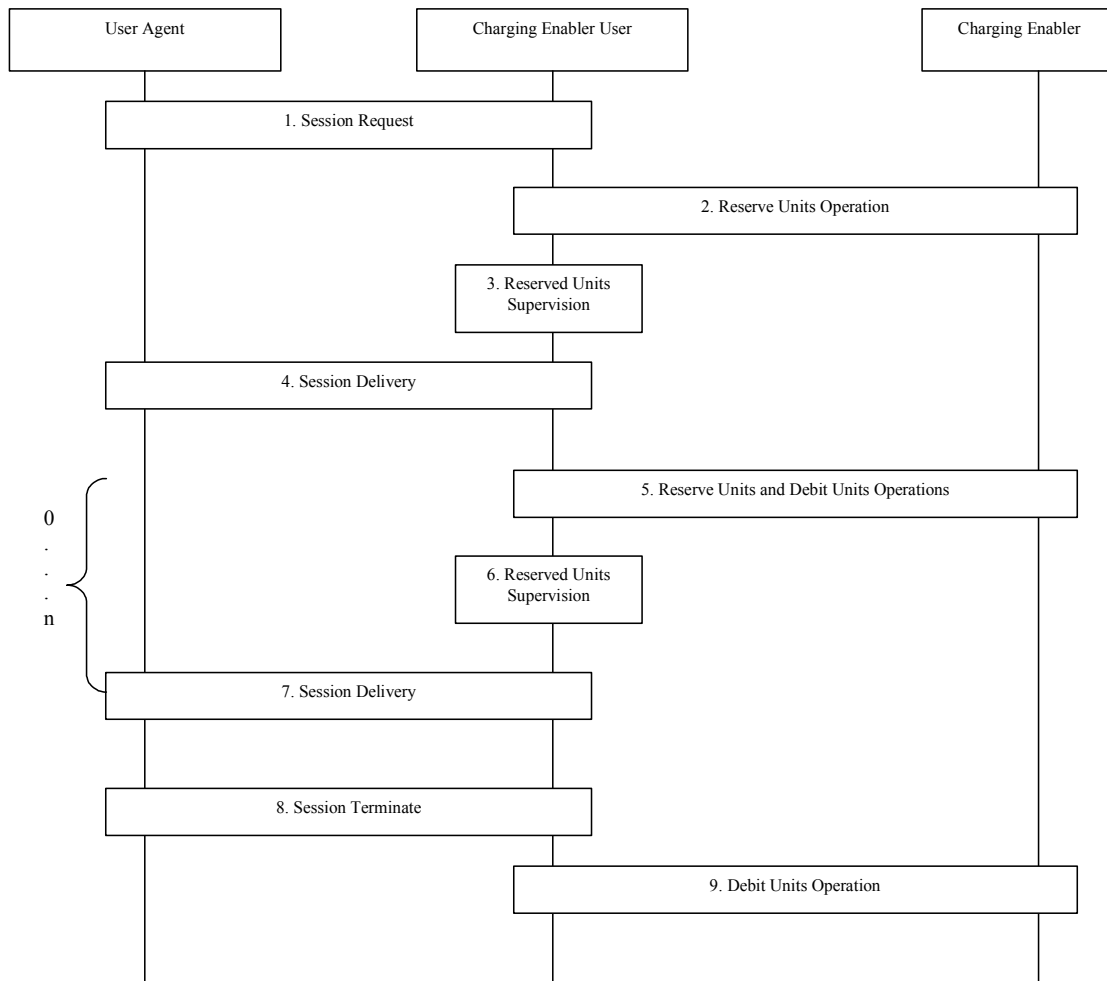 User Agent
Charging Enabler User
Charging Enabler
1. Session Request
2. Reserve Units Operation
3. Reserved Units
Supervision
4. Session Delivery
5. Reserve Units and Debit Units Operations
0
.
.
.
n
6. Reserved Units
Supervision
7. Session Delivery
8. Session Terminate
9. Debit Units Operation